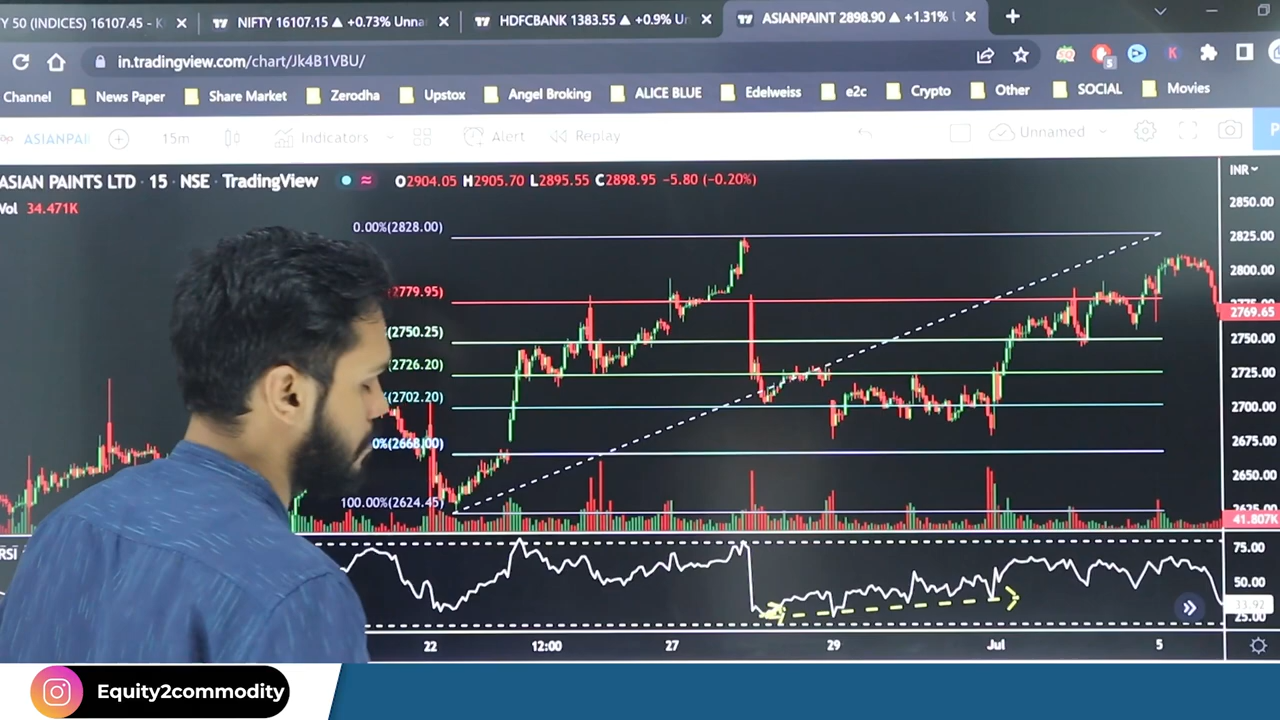 Y 50 (INDICES) 16107.45 - K
NIFTY 16107.15 ▲ +0.73% Unna
HDFCBANK 1383.55 ▲ +0.9% Un
ASIANPAINT 2898.90 ▲ +1.31% U
in.tradingview.com/chart/Jk4B1VBU/
Channel News Paper Share Market Zerodha Upstox Angel Broking ALICE BLUE Edelweiss e2c Crypto Other SOCIAL Movies
ASIANPAI 15m Indicators Alert Replay Unnamed P
ASIAN PAINTS LTD · 15 · NSE · TradingView O2904.05 H2905.70 L2895.55 C2898.95 −5.80 (−0.20%) INR
Vol 34.471K
0.00%(2828.00)
2779.95)
(2750.25)
(2726.20)
(2702.20)
%(2668.00)
100.00%(2624.45)
2850.00
2825.00
2800.00
2775.00
2769.65
2750.00
2725.00
2700.00
2675.00
2650.00
2625.00
41.807K
RSI
75.00
50.00
33.92
25.00
22 12:00 27 29 Jul 5
Equity2commodity